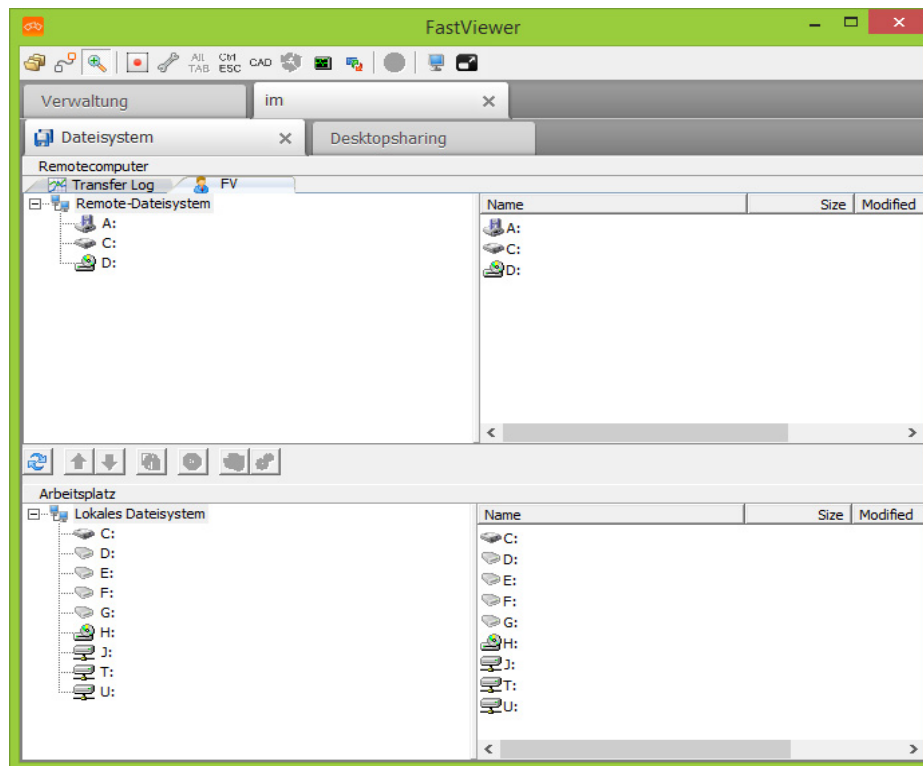 FastViewer
All TAB Ctrl ESC CAD
Verwaltung im
Dateisystem Desktopsharing
Remotecomputer
Transfer Log FV
Remote-Dateisystem
A:
C:
D:
Name Size Modified
A:
C:
D:
Arbeitsplatz
Lokales Dateisystem
C:
D:
E:
F:
G:
H:
J:
T:
U:
Name Size Modified
C:
D:
E:
F:
G:
H:
J:
T:
U: